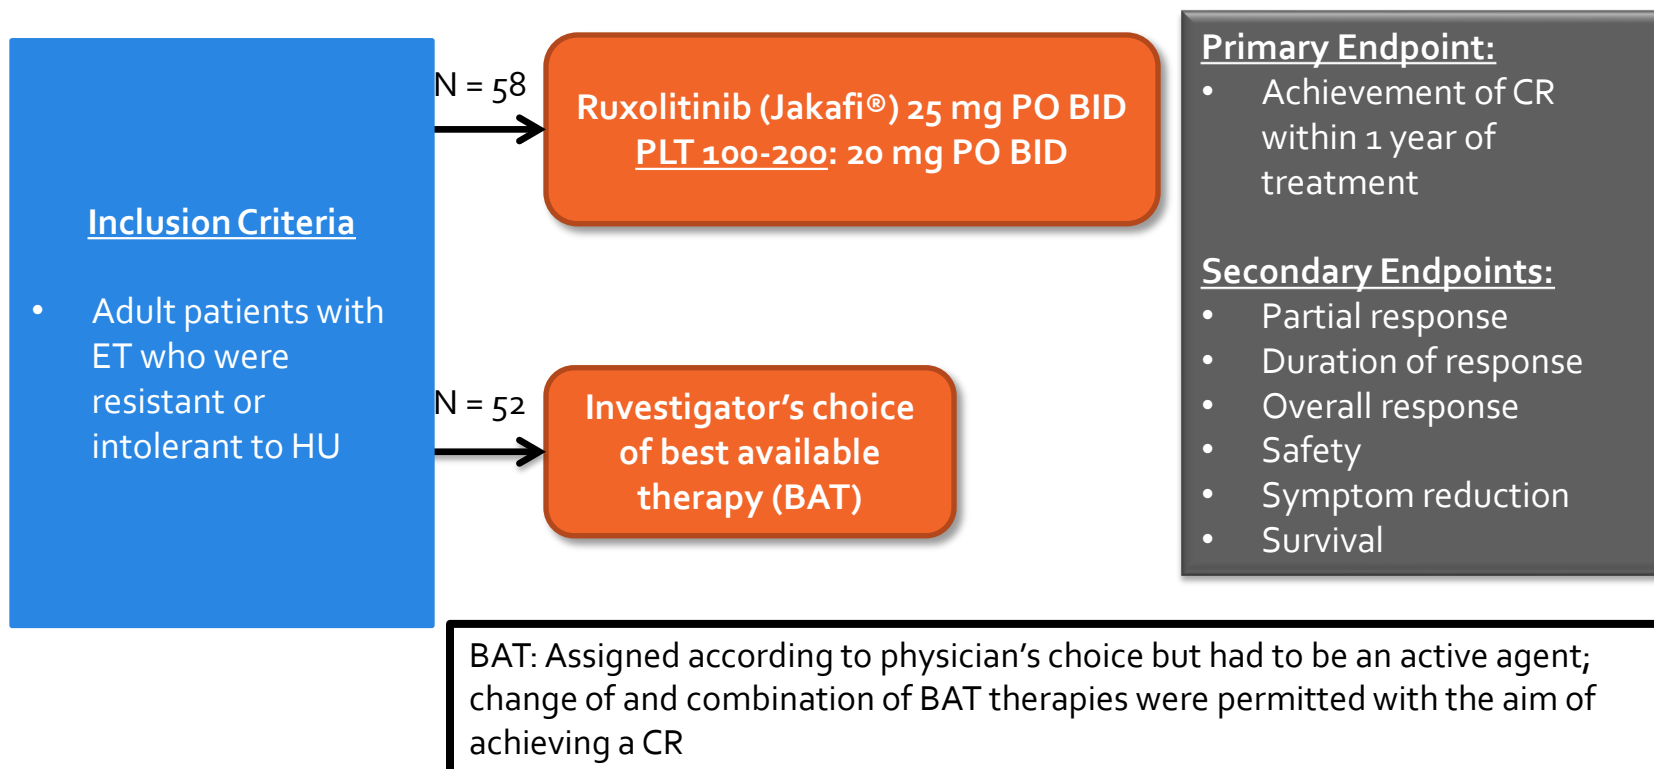 Inclusion Criteria
• Adult patients with
ET who were
resistant or
intolerant to HU
N = 58
Ruxolitinib (Jakafi®) 25 mg PO BID
PLT 100-200: 20 mg PO BID
N = 52
Investigator’s choice
of best available
therapy (BAT)
Primary Endpoint:
• Achievement of CR
within 1 year of
treatment
Secondary Endpoints:
• Partial response
• Duration of response
• Overall response
• Safety
• Symptom reduction
• Survival
BAT: Assigned according to physician’s choice but had to be an active agent;
change of and combination of BAT therapies were permitted with the aim of
achieving a CR